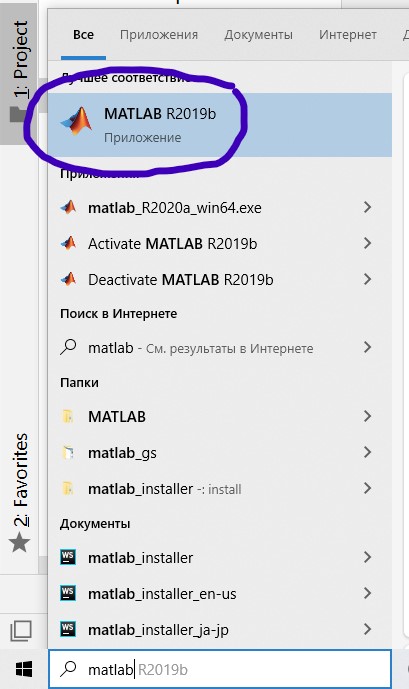 1: Project
Все Приложения Документы Интернет
Лучшее соответствие
MATLAB R2019b
Приложение
Приложения
matlab_R2020a_win64.exe
Activate MATLAB R2019b
Deactivate MATLAB R2019b
Поиск в Интернете
matlab - См. результаты в Интернете
Папки
MATLAB
matlab_gs
matlab_installer -: install
Документы
matlab_installer
matlab_installer_en-us
matlab_installer_ja-jp
2: Favorites
matlab R2019b